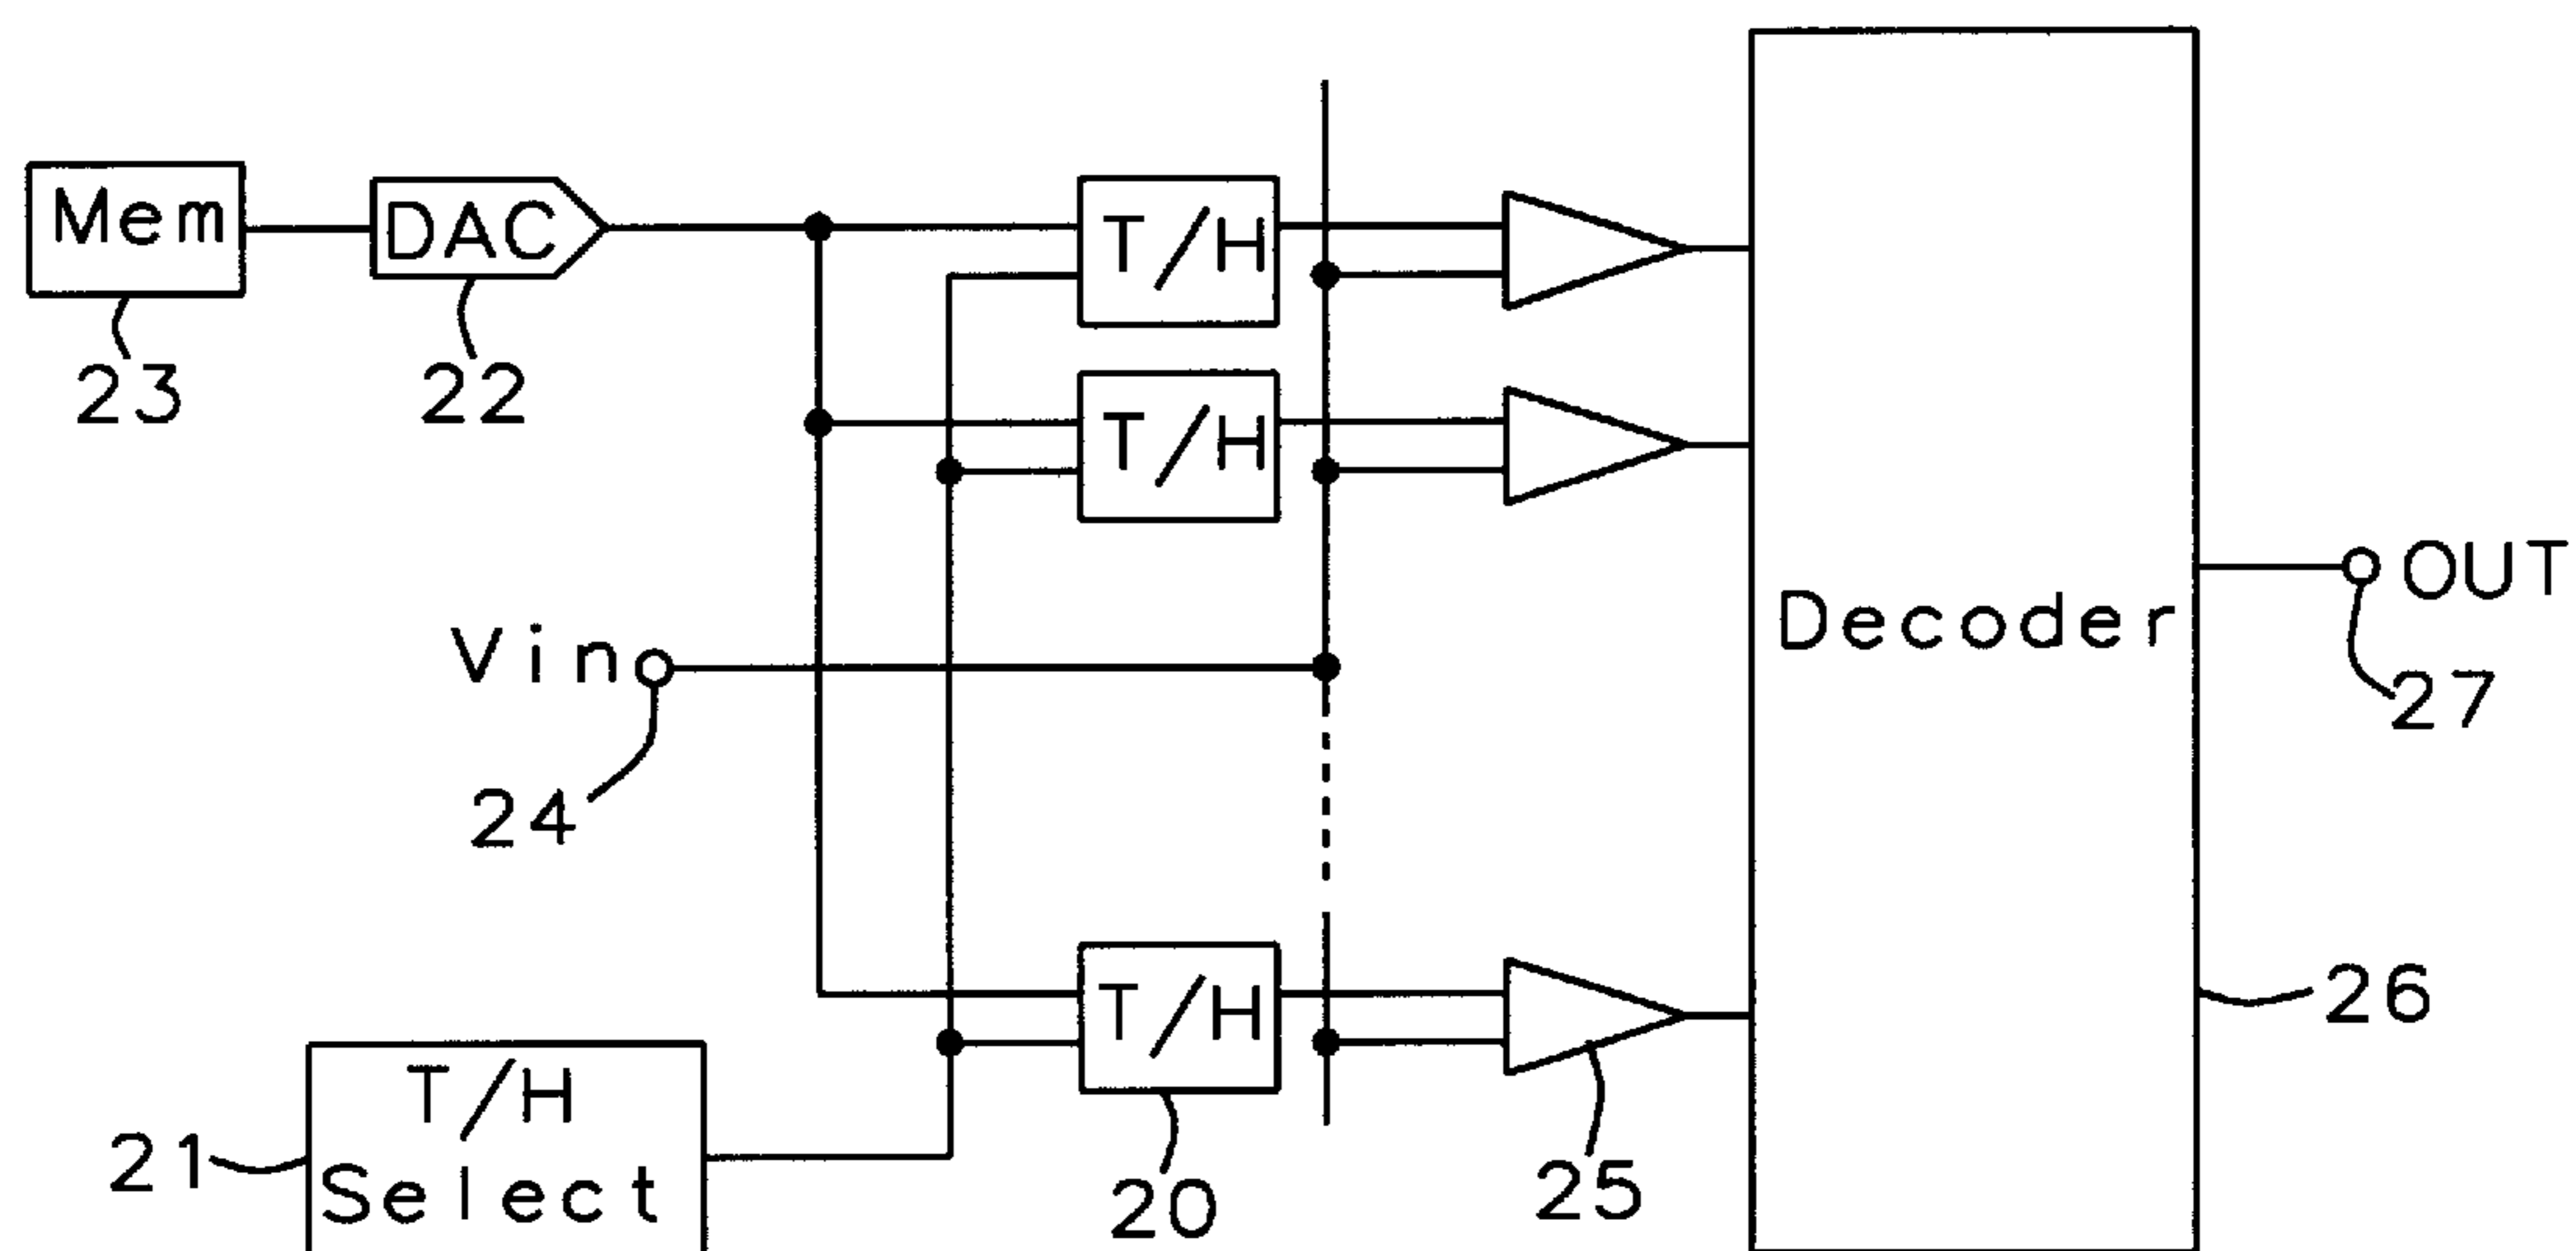 Mem
DAC
T/H
23
22
T/H
OUT
Decoder
Vin
27
24
T/H
26
T/H
Select
21
20
25